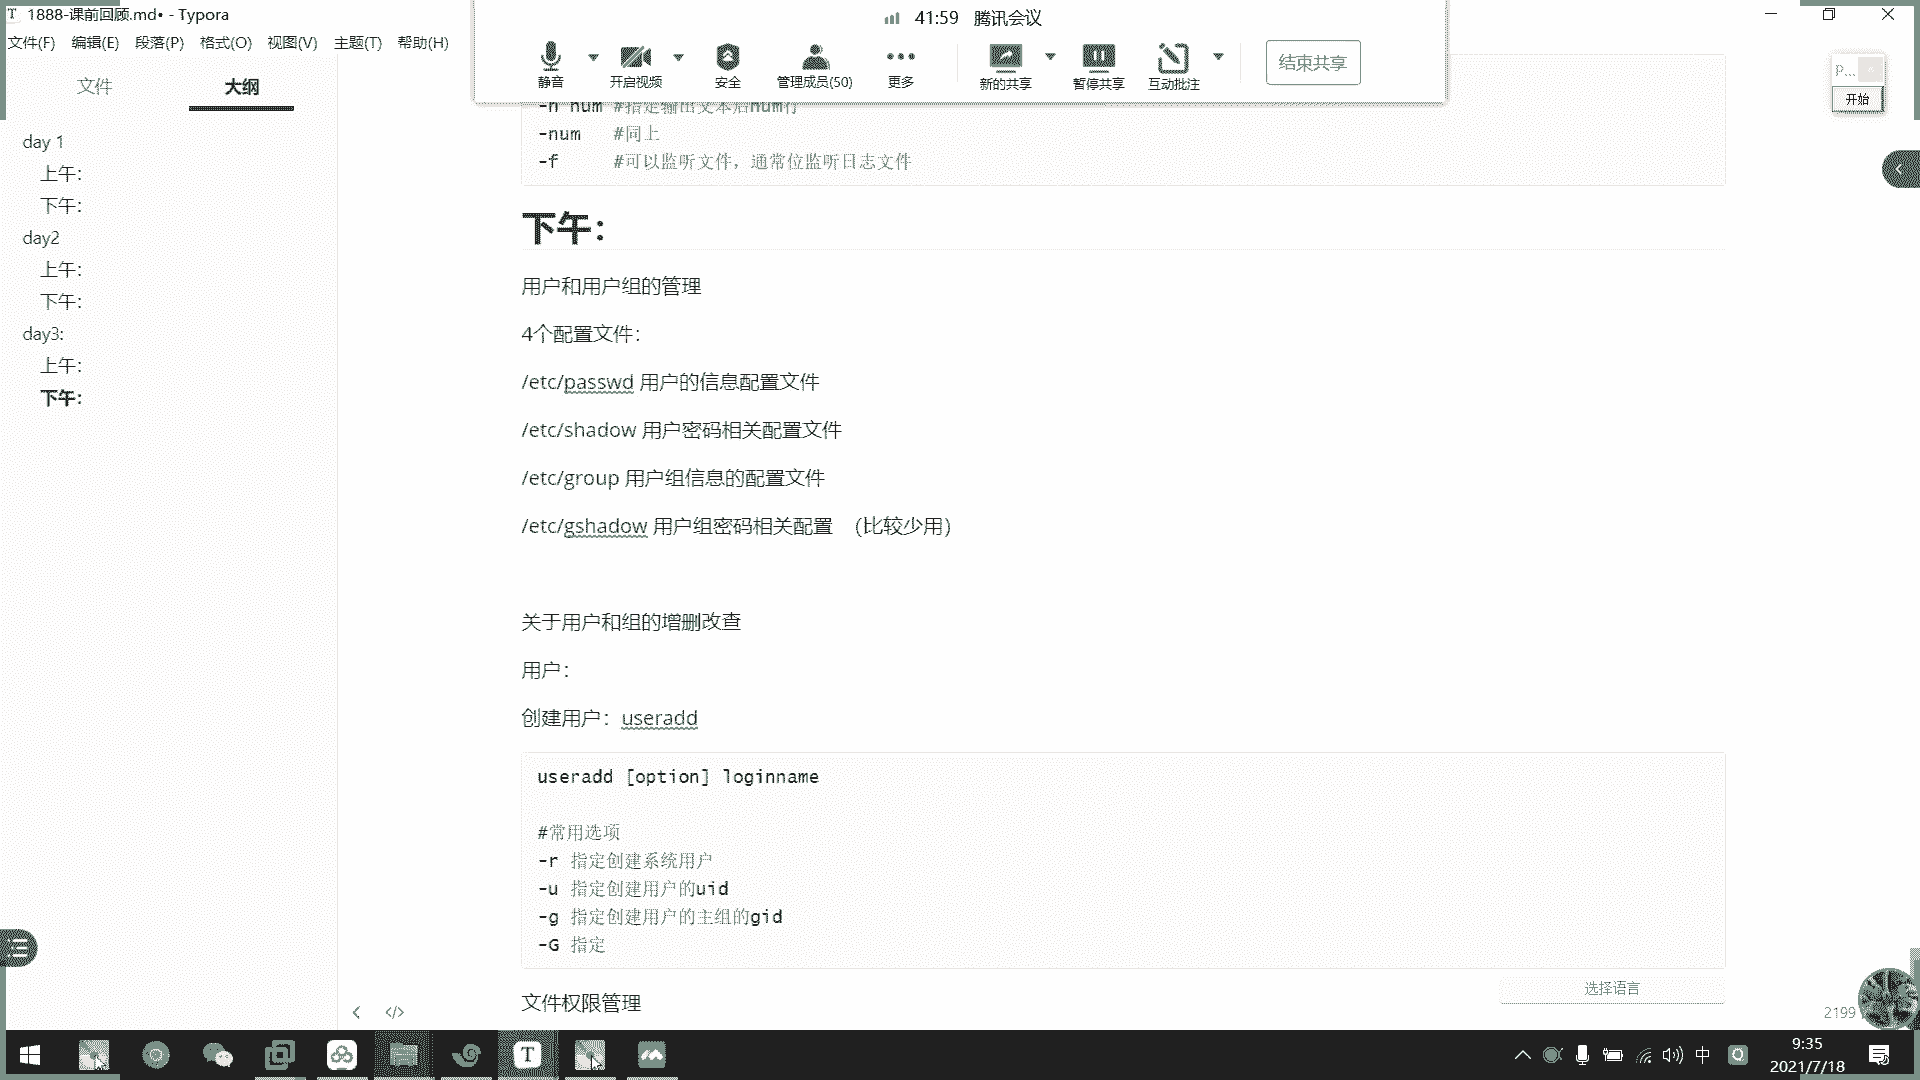 T 1888-课前回顾.md• - Typora
文件(F) 编辑(E) 段落(P) 格式(O) 视图(V) 主题(T) 帮助(H)
41:59 腾讯会议
静音 开启视频 安全 管理成员(50) 更多 新的共享 暂停共享 互动批注 结束共享
P...
开始
文件 大纲
day 1
上午：
下午：
day2
上午：
下午：
day3:
上午：
下午：
-n num #指定输出文本后num行
-num #同上
-f #可以监听文件，通常位监听日志文件
下午：
用户和用户组的管理
4个配置文件：
/etc/passwd 用户的信息配置文件
/etc/shadow 用户密码相关配置文件
/etc/group 用户组信息的配置文件
/etc/gshadow 用户组密码相关配置 （比较少用）
关于用户和组的增删改查
用户：
创建用户：useradd
useradd [option] loginname
#常用选项
-r 指定创建系统用户
-u 指定创建用户的uid
-g 指定创建用户的主组的gid
-G 指定
选择语言
文件权限管理
2199
T
中
9:35
2021/7/18